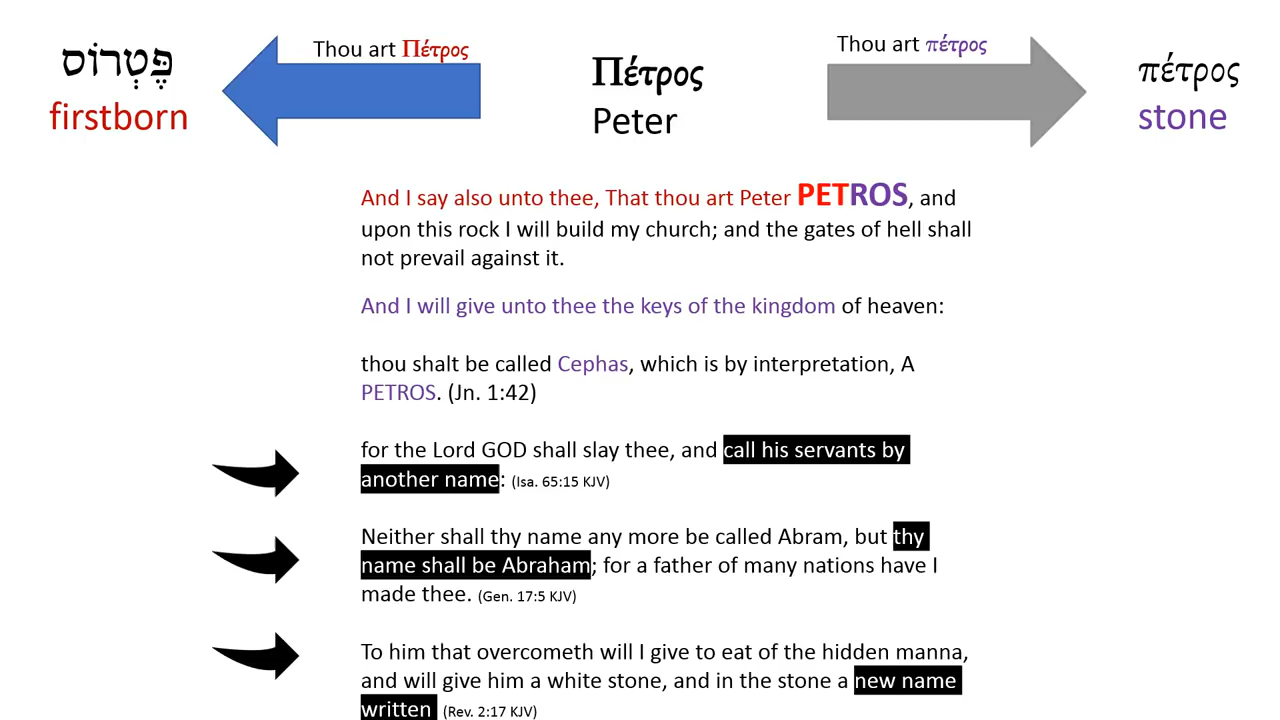 פֶּטְרוֹס
firstborn
Thou art Πέτρος
Πέτρος
Peter
Thou art πέτρος
πέτρος
stone
And I say also unto thee, That thou art Peter PETROS, and
upon this rock I will build my church; and the gates of hell shall
not prevail against it.
And I will give unto thee the keys of the kingdom of heaven:
thou shalt be called Cephas, which is by interpretation, A
PETROS. (Jn. 1:42)
for the Lord GOD shall slay thee, and call his servants by
another name: (Isa. 65:15 KJV)
Neither shall thy name any more be called Abram, but thy
name shall be Abraham; for a father of many nations have I
made thee. (Gen. 17:5 KJV)
To him that overcometh will I give to eat of the hidden manna,
and will give him a white stone, and in the stone a new name
written (Rev. 2:17 KJV)